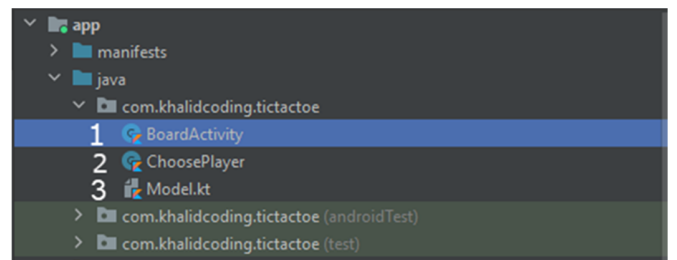 app
manifests
java
com.khalidcoding.tictactoe
1 BoardActivity
2 ChoosePlayer
3 Model.kt
com.khalidcoding.tictactoe (androidTest)
com.khalidcoding.tictactoe (test)